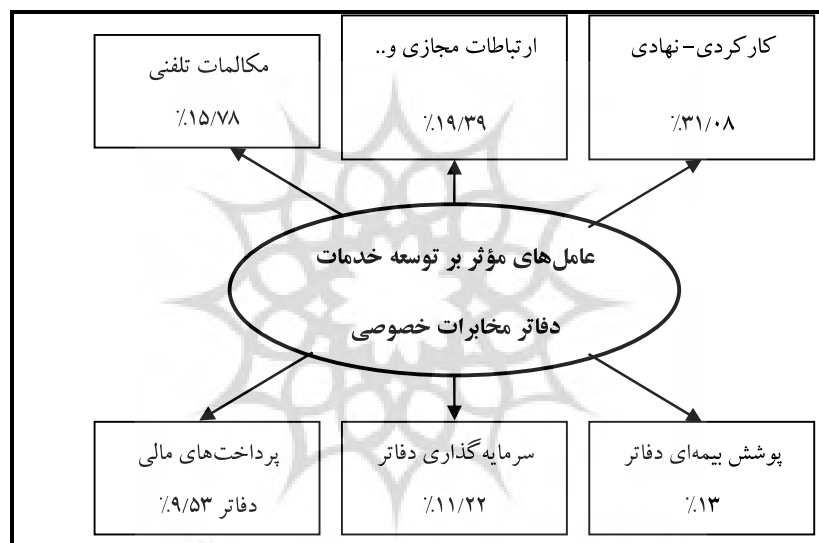 کارکردی-نهادی
٪۳۱/۰۸
ارتباطات مجازی و..
٪۱۹/۳۹
مکالمات تلفنی
٪۱۵/۷۸
عامل‌های مؤثر بر توسعه خدمات
دفاتر مخابرات خصوصی
پوشش بیمه‌ای دفاتر
٪۱۳
سرمایه‌گذاری دفاتر
٪۱۱/۲۲
پرداخت‌های مالی
دفاتر ٪۹/۵۳